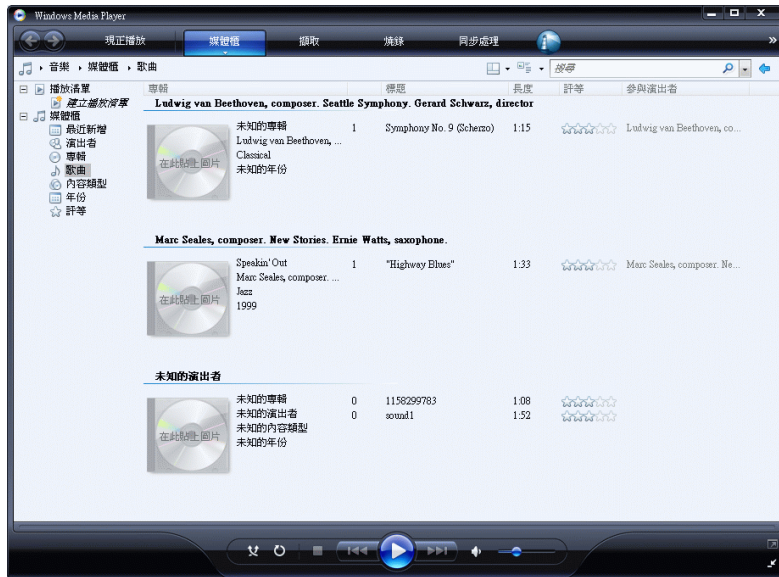 Windows Media Player
現正播放 媒體櫃 擷取 燒錄 同步處理 »
音樂 媒體櫃 歌曲 搜尋
播放清單
建立播放清單
媒體櫃
最近新增
演出者
專輯
歌曲
內容類型
年份
評等
專輯 標題 長度 評等 參與演出者
Ludwig van Beethoven, composer. Seattle Symphony. Gerard Schwarz, director
在此貼上圖片
未知的專輯 1 Symphony No. 9 (Scherzo) 1:15 Ludwig van Beethoven, co...
Ludwig van Beethoven, ...
Classical
未知的年份
Marc Seales, composer. New Stories. Ernie Watts, saxophone.
在此貼上圖片
Speakin' Out 1 "Highway Blues" 1:33 Marc Seales, composer. Ne...
Marc Seales, composer. ...
Jazz
1999
未知的演出者
在此貼上圖片
未知的專輯 0 1158299783 1:08
未知的演出者 0 sound1 1:52
未知的內容類型
未知的年份